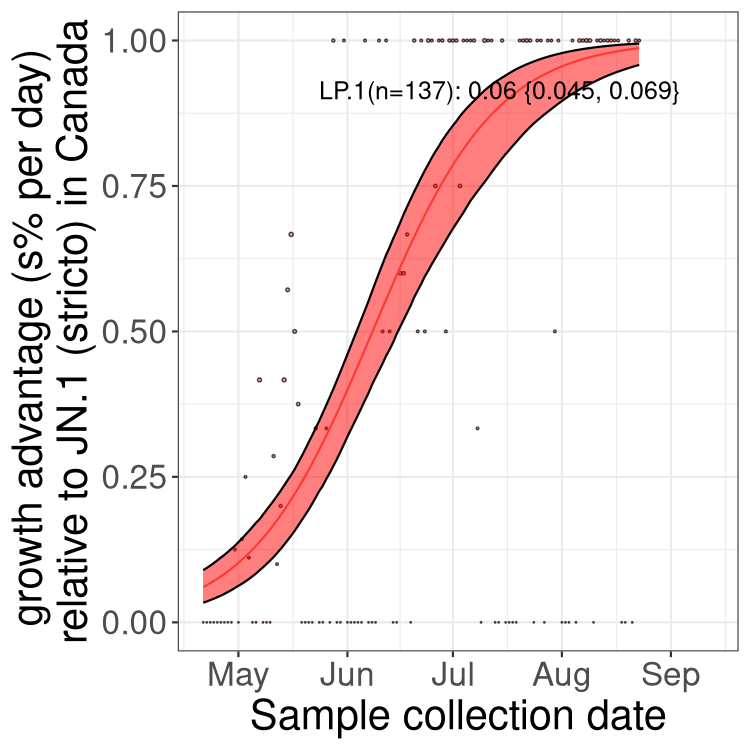 growth advantage (s% per day)
relative to JN.1 (stricto) in Canada
1.00
0.75
0.50
0.25
0.00
LP.1(n=137): 0.06 {0.045, 0.069}
May Jun Jul Aug Sep
Sample collection date